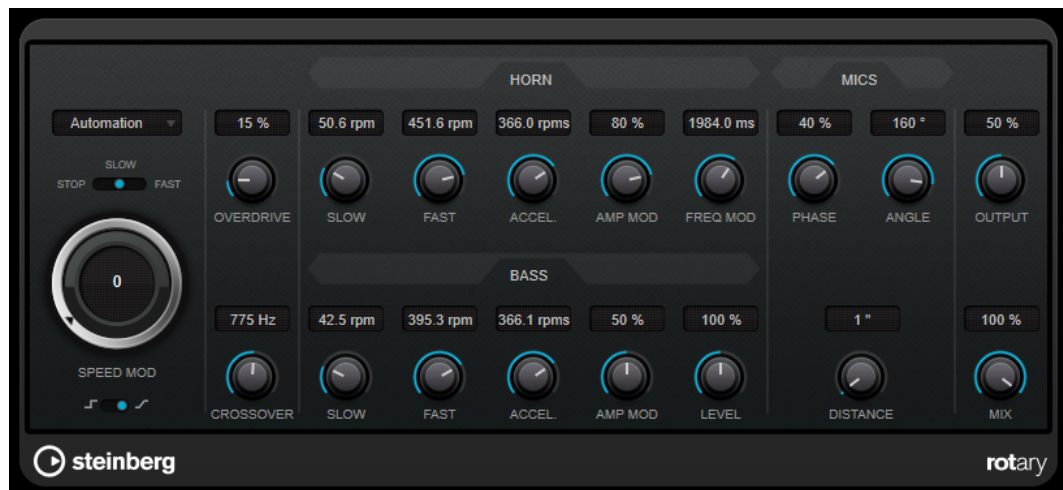 HORN MICS
Automation 15 % 50.6 rpm 451.6 rpm 366.0 rpms 80 % 1984.0 ms 40 % 160 ° 50 %
SLOW
STOP FAST
OVERDRIVE SLOW FAST ACCEL. AMP MOD FREQ MOD PHASE ANGLE OUTPUT
BASS
0
775 Hz 42.5 rpm 395.3 rpm 366.1 rpms 50 % 100 % 1 " 100 %
SPEED MOD
CROSSOVER SLOW FAST ACCEL. AMP MOD LEVEL DISTANCE MIX
steinberg rotary